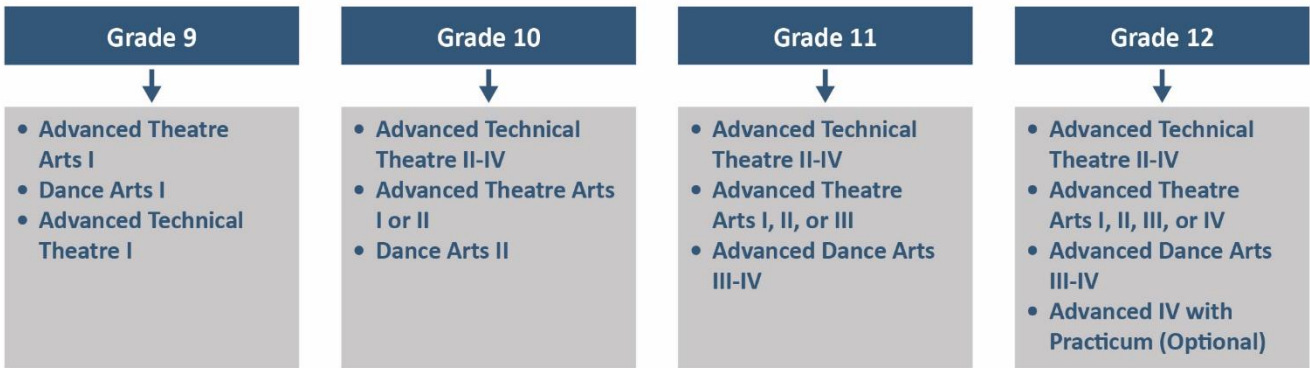 Grade 9
• Advanced Theatre
Arts I
• Dance Arts I
• Advanced Technical
Theatre I
Grade 10
• Advanced Technical
Theatre II-IV
• Advanced Theatre Arts
I or II
• Dance Arts II
Grade 11
• Advanced Technical
Theatre II-IV
• Advanced Theatre
Arts I, II, or III
• Advanced Dance Arts
III-IV
Grade 12
• Advanced Technical
Theatre II-IV
• Advanced Theatre
Arts I, II, III, or IV
• Advanced Dance Arts
III-IV
• Advanced IV with
Practicum (Optional)